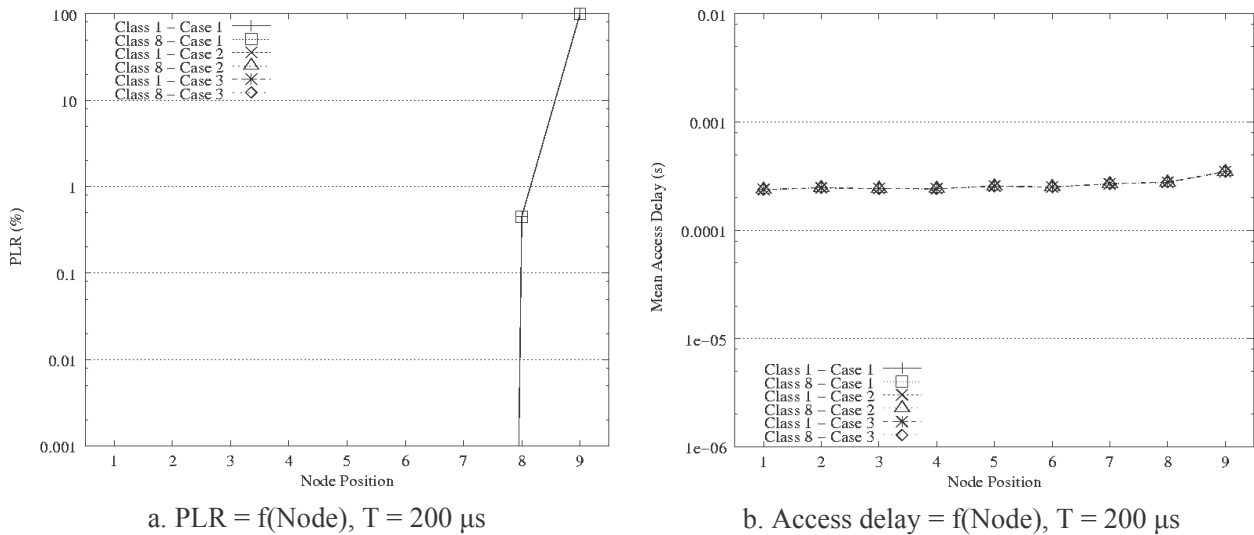 100
10
1
0.1
0.01
0.001
PLR (%)
Class 1 – Case 1
Class 8 – Case 1
Class 1 – Case 2
Class 8 – Case 2
Class 1 – Case 3
Class 8 – Case 3
1 2 3 4 5 6 7 8 9
Node Position
a. PLR = f(Node), T = 200 μs
0.01
0.001
0.0001
1e−05
1e−06
Mean Access Delay (s)
Class 1 – Case 1
Class 8 – Case 1
Class 1 – Case 2
Class 8 – Case 2
Class 1 – Case 3
Class 8 – Case 3
1 2 3 4 5 6 7 8 9
Node Position
b. Access delay = f(Node), T = 200 μs